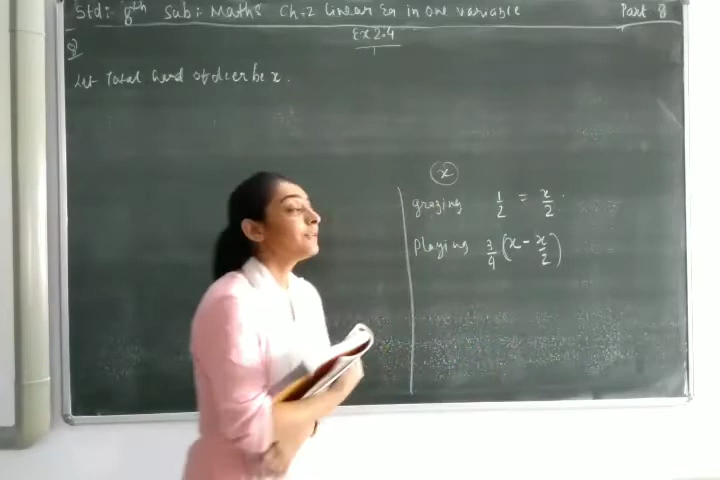 Std: 8th Sub: Maths Ch-2 Linear Eq in one variable Part 8
Ex 2.4
Q
Let Total herd of deer be x.
x
grazing 1/2 = x/2
Playing 3/4 (x - x/2)